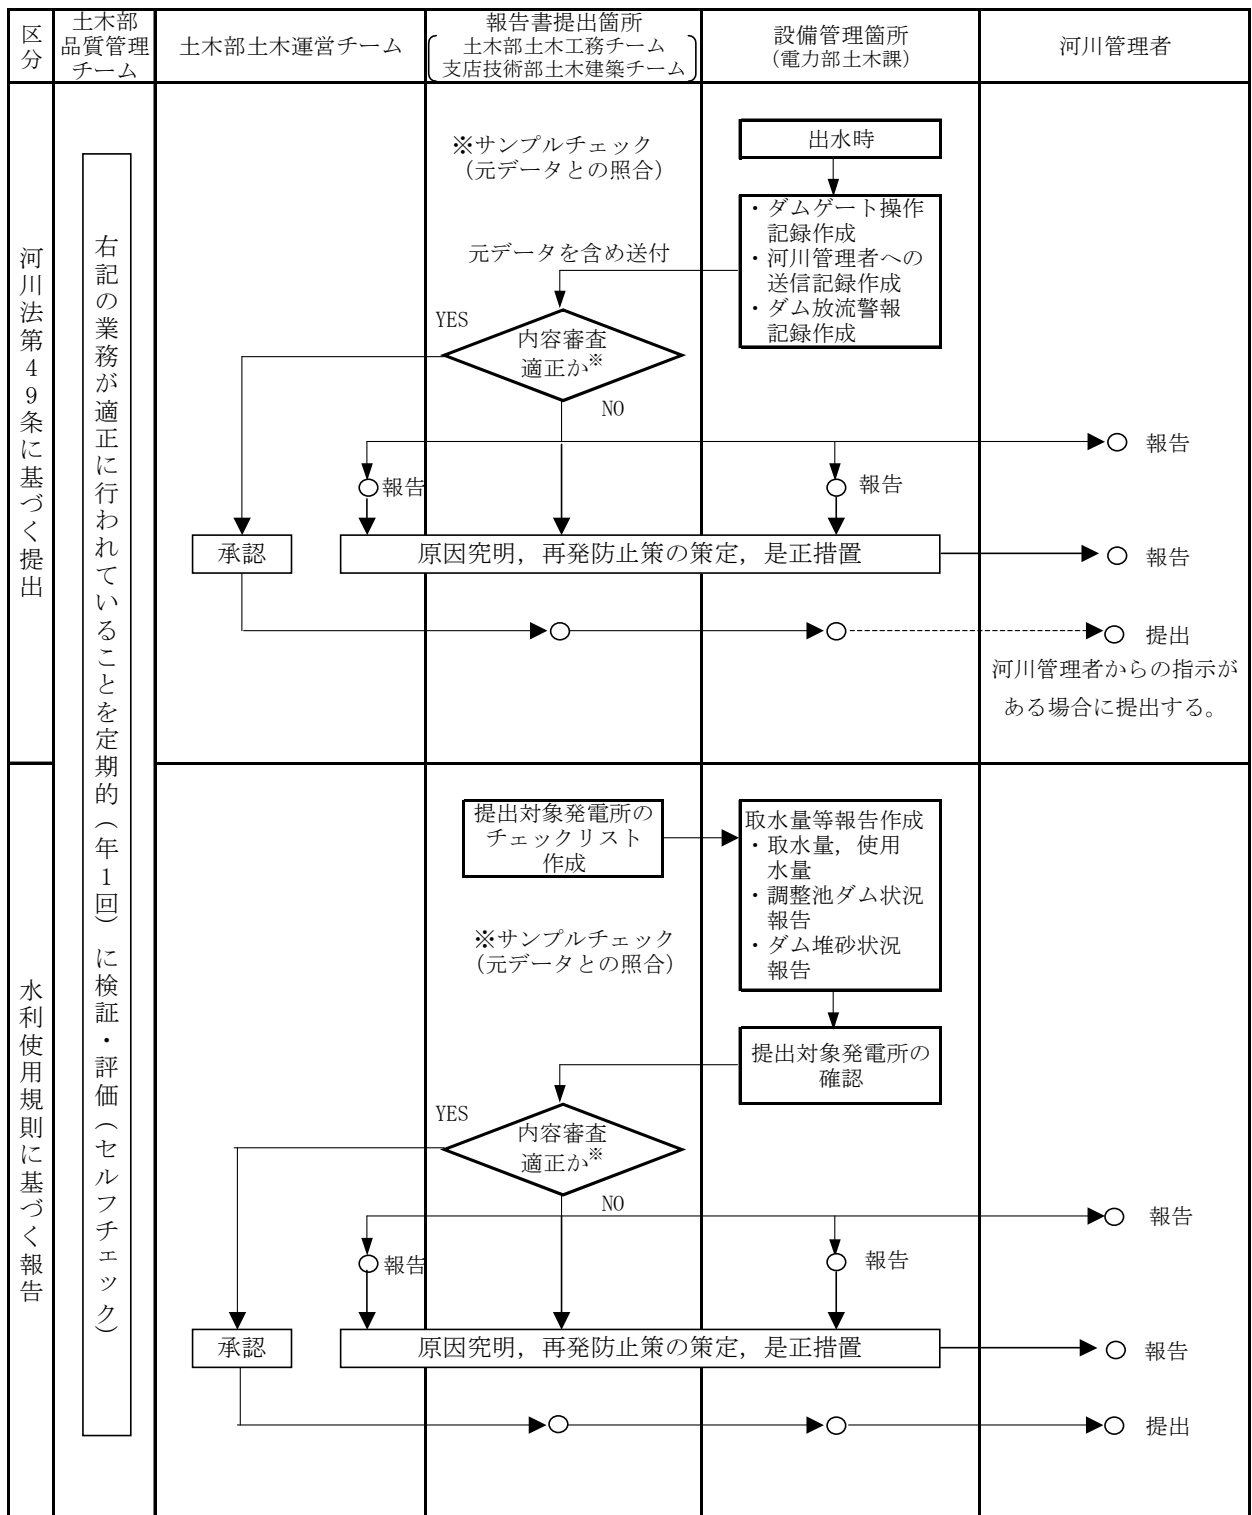 区
分
土木部
品質管理
チーム
土木部土木運営チーム
報告書提出箇所
土木部土木工務チーム
支店技術部土木建築チーム
設備管理箇所
(電力部土木課)
河川管理者
河川法第49条に基づく提出
右記の業務が適正に行われていることを定期的(年1回)に検証・評価(セルフチェック)
※サンプルチェック
(元データとの照合)
出水時
・ダムゲート操作
記録作成
・河川管理者への
送信記録作成
・ダム放流警報
記録作成
元データを含め送付
YES
内容審査
適正か※
NO
報告
報告
報告
承認
原因究明,再発防止策の策定,是正措置
報告
提出
河川管理者からの指示が
ある場合に提出する。
水利使用規則に基づく報告
提出対象発電所の
チェックリスト
作成
取水量等報告作成
・取水量,使用
水量
・調整池ダム状況
報告
・ダム堆砂状況
報告
※サンプルチェック
(元データとの照合)
提出対象発電所の
確認
YES
内容審査
適正か※
NO
報告
報告
報告
承認
原因究明,再発防止策の策定,是正措置
報告
提出